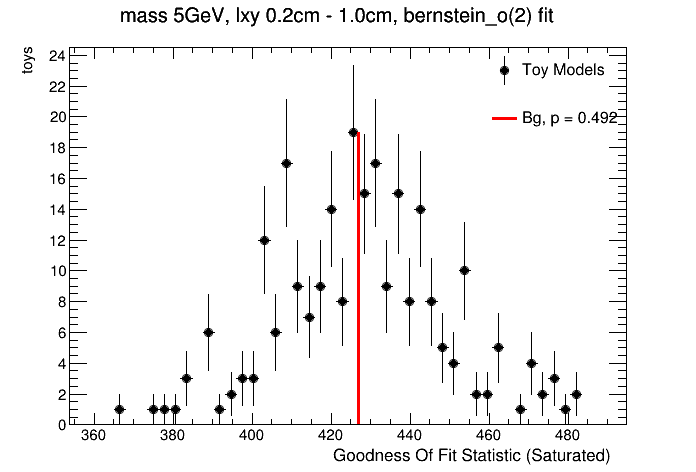 mass 5GeV, lxy 0.2cm - 1.0cm, bernstein_o(2) fit
toys
24
22
20
18
16
14
12
10
8
6
4
2
0
Toy Models
Bg, p = 0.492
360 380 400 420 440 460 480
Goodness Of Fit Statistic (Saturated)